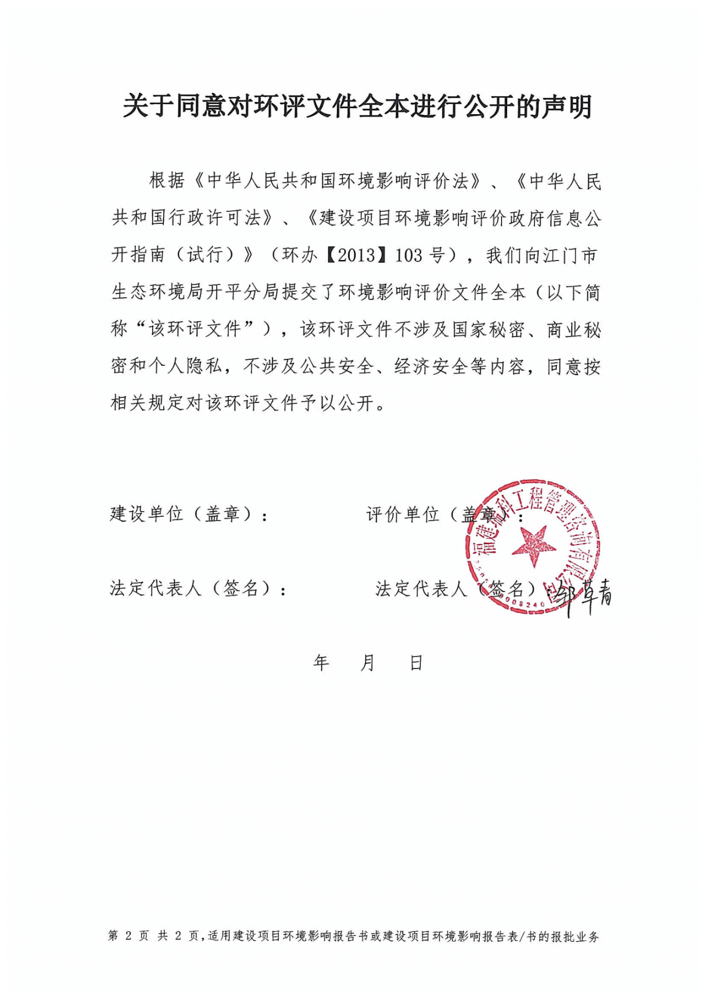 关于同意对环评文件全本进行公开的声明
根据《中华人民共和国环境影响评价法》、《中华人民
共和国行政许可法》、《建设项目环境影响评价政府信息公
开指南（试行）》（环办【2013】103 号），我们向江门市
生态环境局开平分局提交了环境影响评价文件全本（以下简
称“该环评文件”），该环评文件不涉及国家秘密、商业秘
密和个人隐私，不涉及公共安全、经济安全等内容，同意按
相关规定对该环评文件予以公开。
建设单位（盖章）：
评价单位（盖章）：
福建瑞科工程管理咨询有限公司
法定代表人（签名）：
法定代表人（签名）：邹草青
年 月 日
第 2 页 共 2 页,适用建设项目环境影响报告书或建设项目环境影响报告表/书的报批业务